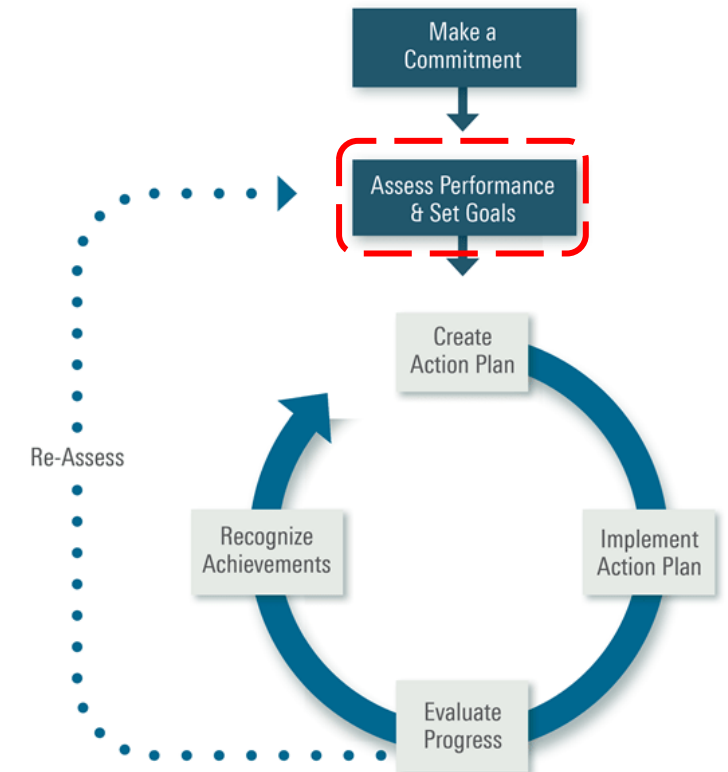 Make a
Commitment
Assess Performance
& Set Goals
Create
Action Plan
Re-Assess
Recognize
Achievements
Implement
Action Plan
Evaluate
Progress